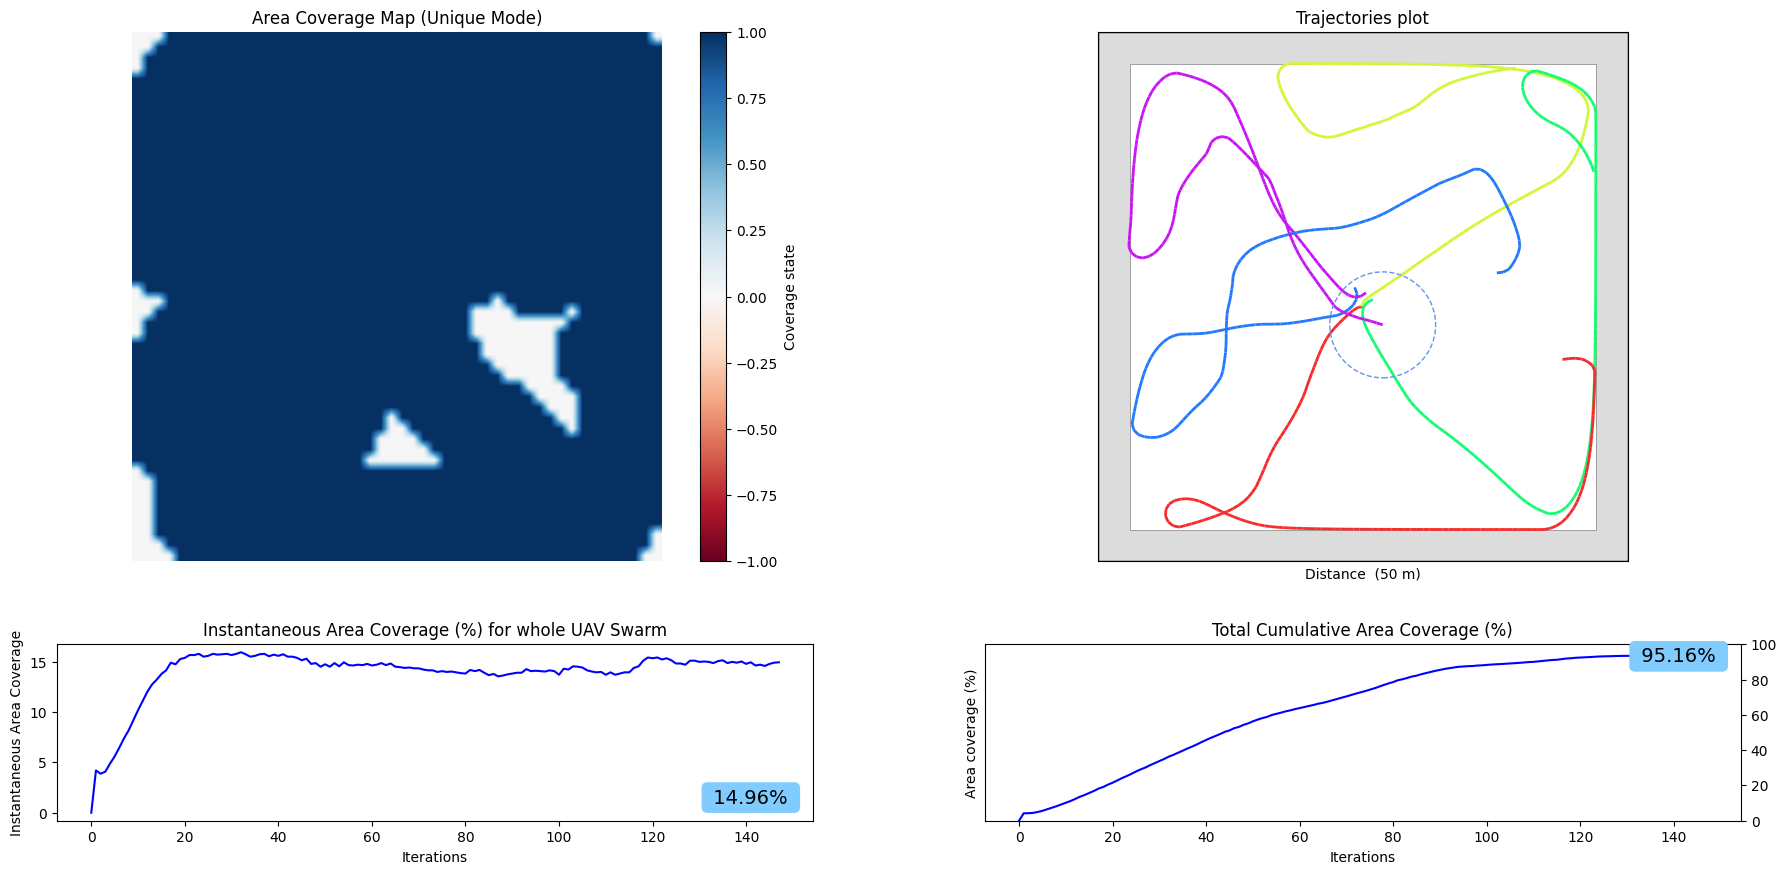 Area Coverage Map (Unique Mode)
1.00
0.75
0.50
0.25
0.00
−0.25
−0.50
−0.75
−1.00
Coverage state
Trajectories plot
Distance  (50 m)
Instantaneous Area Coverage (%) for whole UAV Swarm
Instantaneous Area Coverage
15
10
5
0
14.96%
0 20 40 60 80 100 120 140
Iterations
Total Cumulative Area Coverage (%)
Area coverage (%)
95.16%
100
80
60
40
20
0
0 20 40 60 80 100 120 140
Iterations